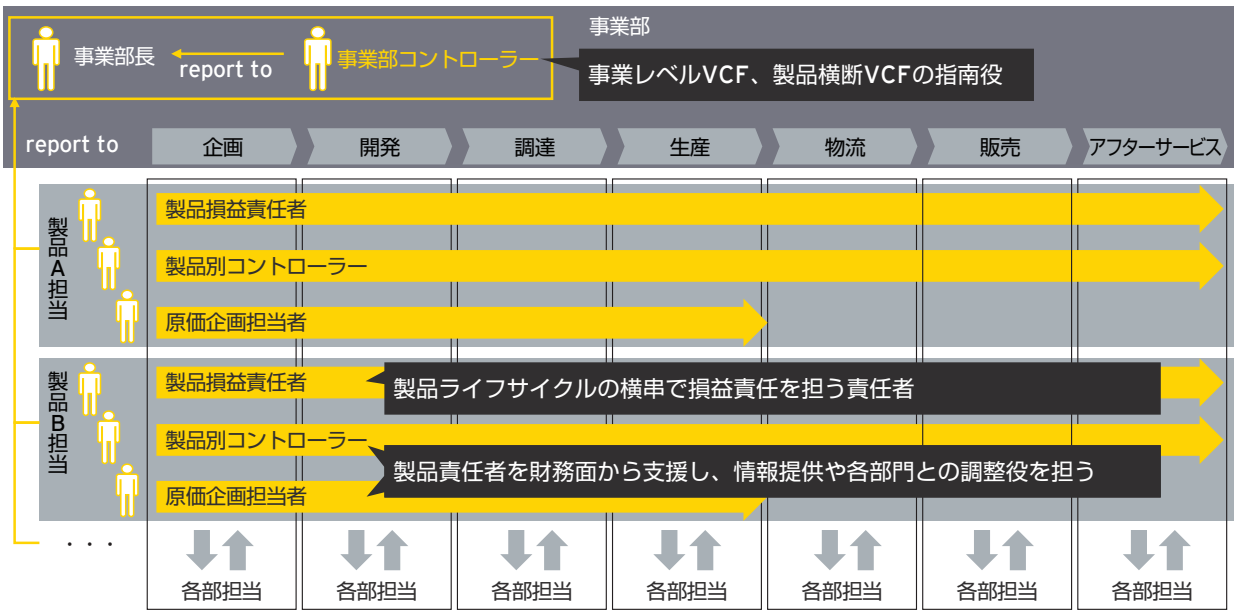 事業部
事業部長
report to
事業部コントローラー
事業レベルVCF、製品横断VCFの指南役
report to
企画
開発
調達
生産
物流
販売
アフターサービス
製品A担当
製品損益責任者
製品別コントローラー
原価企画担当者
製品B担当
製品損益責任者
製品ライフサイクルの横串で損益責任を担う責任者
製品別コントローラー
製品責任者を財務面から支援し、情報提供や各部門との調整役を担う
原価企画担当者
・・・
各部担当
各部担当
各部担当
各部担当
各部担当
各部担当
各部担当